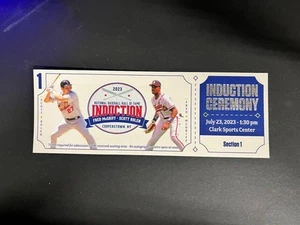 1
2023
NATIONAL BASEBALL HALL OF FAME
INDUCTION
FRED McGRIFF • SCOTT ROLEN
COOPERSTOWN, NY
INDUCTION
CEREMONY
July 23, 2023 - 1:30 pm
Clark Sports Center
Section 1